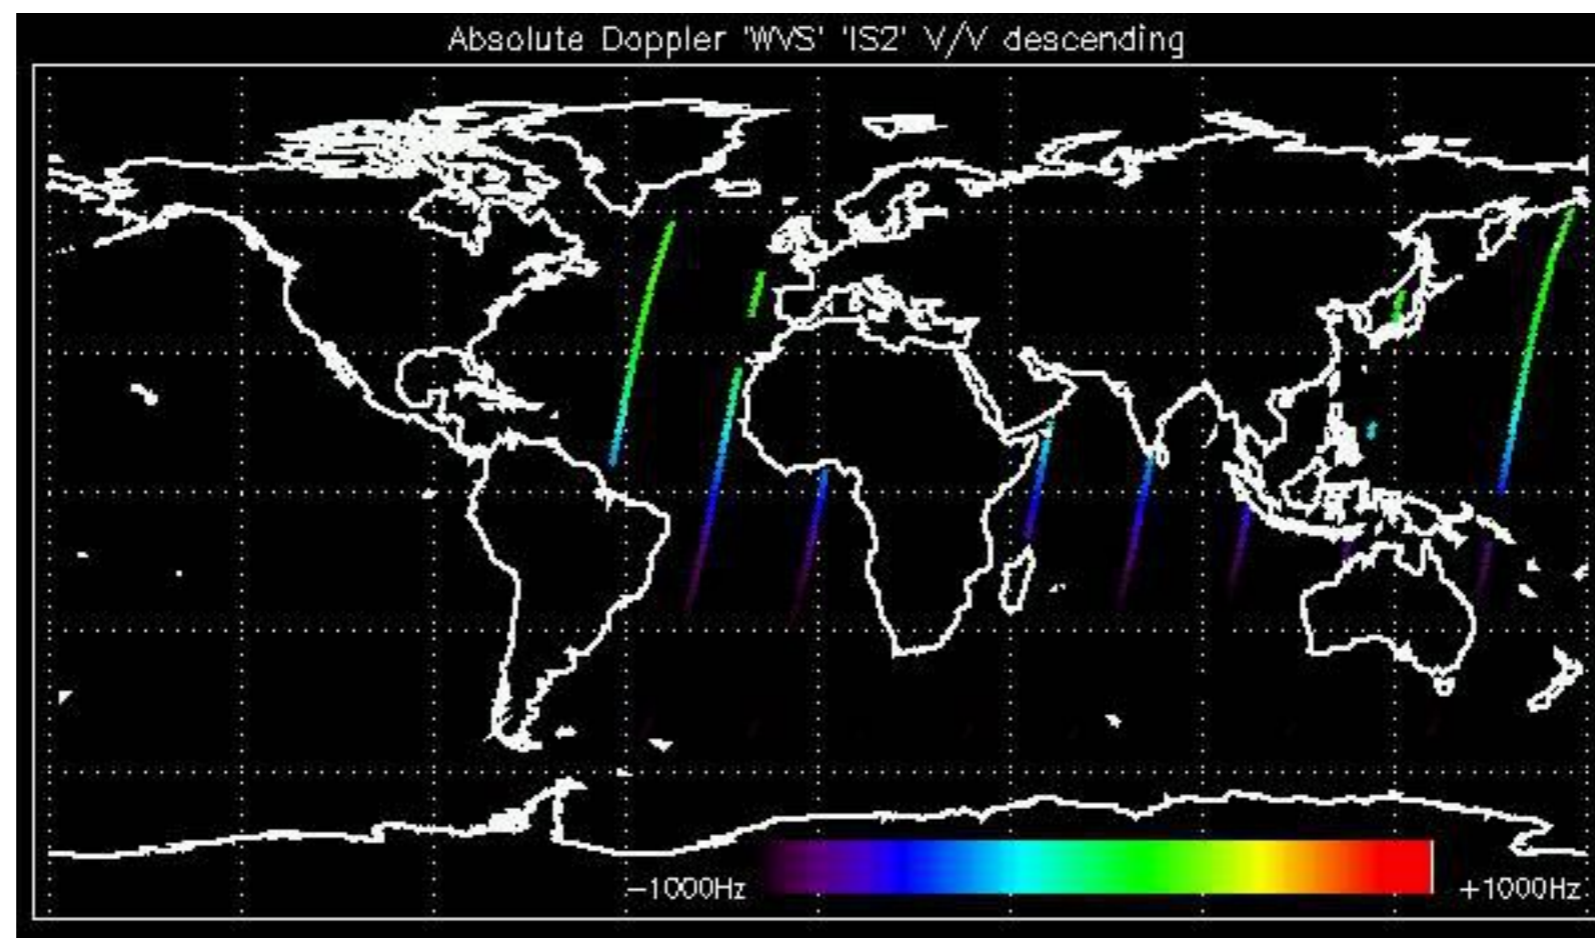 Absolute Doppler 'WVS' 'IS2' V/V descending
−1000Hz
+1000Hz